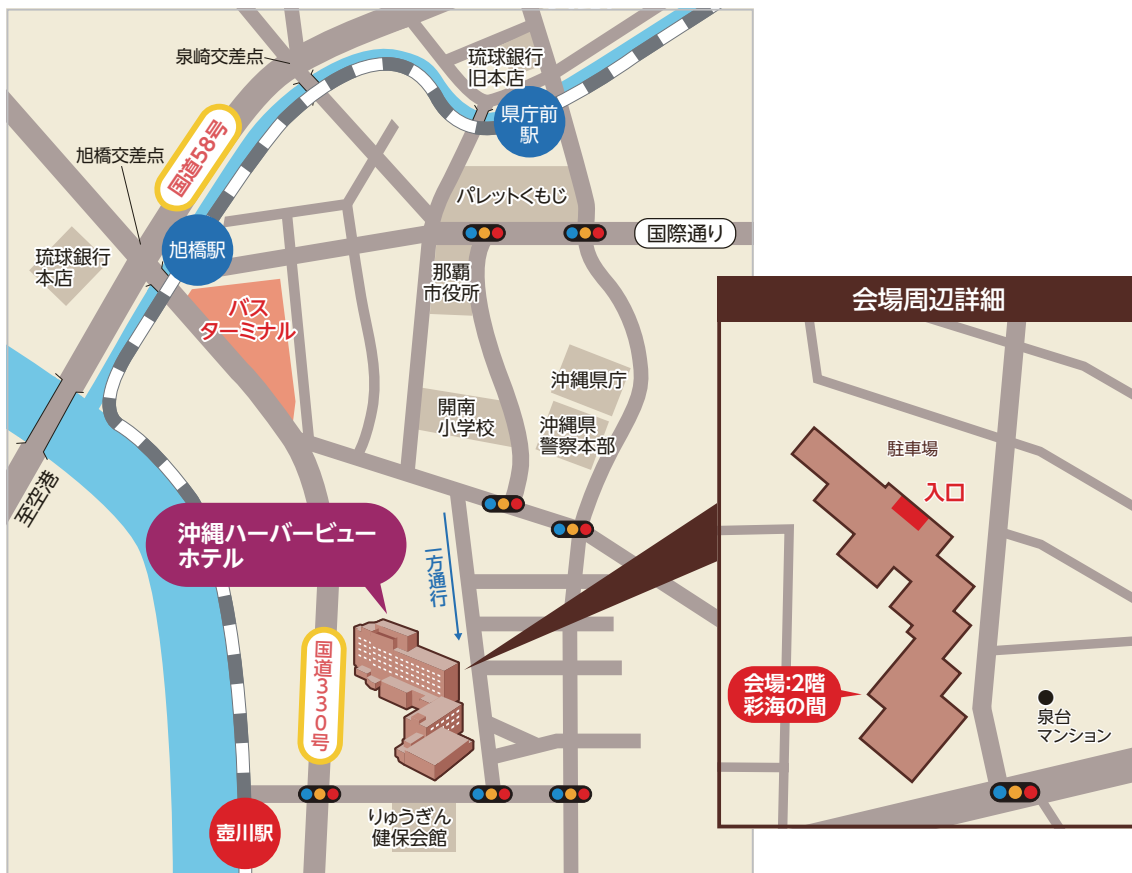 泉崎交差点
琉球銀行
旧本店
県庁前
駅
国道58号
旭橋交差点
パレットくもじ
国際通り
旭橋駅
琉球銀行
本店
那覇
市役所
バス
ターミナル
会場周辺詳細
沖縄県庁
開南
小学校
沖縄県
警察本部
駐車場
入口
至空港
沖縄ハーバービュー
ホテル
一方通行
国道330号
会場:2階
彩海の間
泉台
マンション
りゅうぎん
健保会館
壺川駅